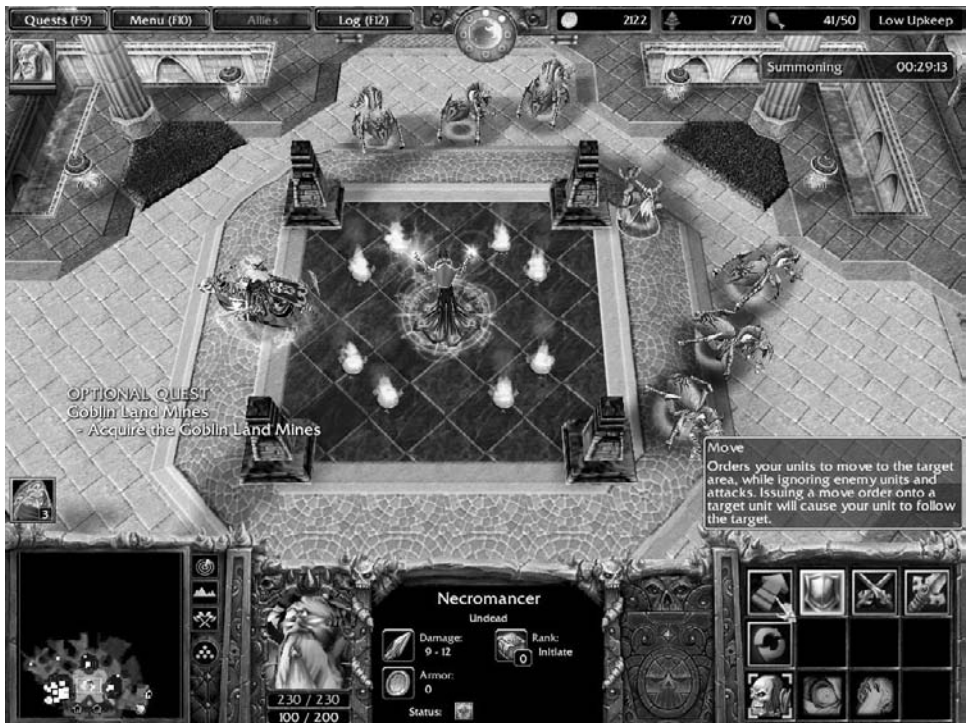 Quests (F9)
Menu (F10)
Allies
Log (F12)
2122
770
41/50
Low Upkeep
Summoning 00:29:13
OPTIONAL QUEST
Goblin Land Mines
- Acquire the Goblin Land Mines
3
Move
Orders your units to move to the target
area, while ignoring enemy units and
attacks. Issuing a move order onto a
target unit will cause your unit to follow
the target.
Necromancer
Undead
Damage:
9 - 12
Rank:
Initiate
0
Armor:
0
Status:
230 / 230
100 / 200